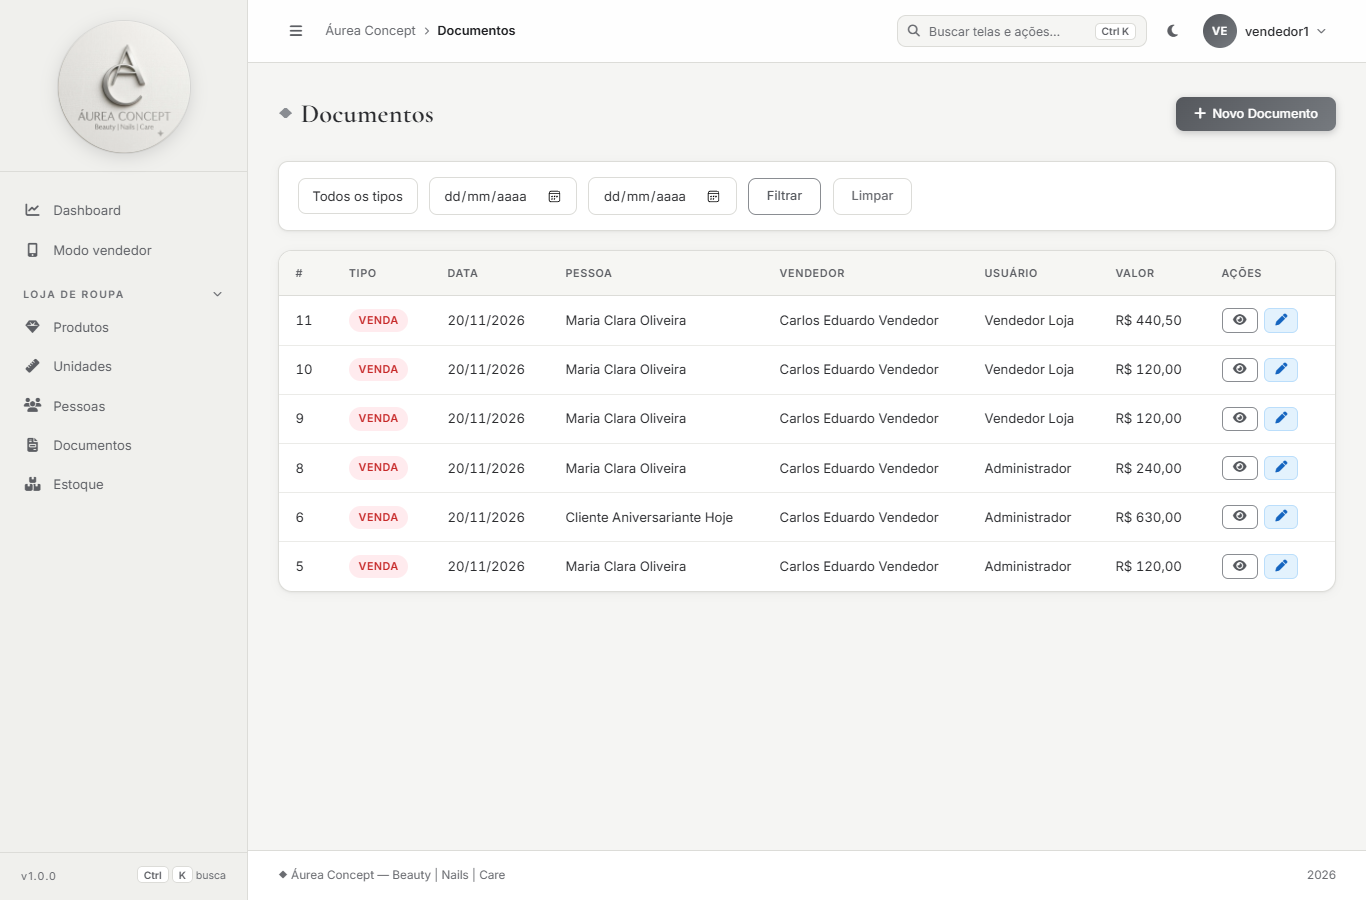 ÁUREA CONCEPT
Beauty | Nails | Care
Dashboard
Modo vendedor
LOJA DE ROUPA
Produtos
Unidades
Pessoas
Documentos
Estoque
v1.0.0
Ctrl K busca
Áurea Concept › Documentos
Buscar telas e ações... Ctrl K
VE vendedor1
Documentos
+ Novo Documento
Todos os tipos dd/mm/aaaa dd/mm/aaaa Filtrar Limpar
# TIPO DATA PESSOA VENDEDOR USUÁRIO VALOR AÇÕES
11 VENDA 20/11/2026 Maria Clara Oliveira Carlos Eduardo Vendedor Vendedor Loja R$ 440,50
10 VENDA 20/11/2026 Maria Clara Oliveira Carlos Eduardo Vendedor Vendedor Loja R$ 120,00
9 VENDA 20/11/2026 Maria Clara Oliveira Carlos Eduardo Vendedor Vendedor Loja R$ 120,00
8 VENDA 20/11/2026 Maria Clara Oliveira Carlos Eduardo Vendedor Administrador R$ 240,00
6 VENDA 20/11/2026 Cliente Aniversariante Hoje Carlos Eduardo Vendedor Administrador R$ 630,00
5 VENDA 20/11/2026 Maria Clara Oliveira Carlos Eduardo Vendedor Administrador R$ 120,00
◆ Áurea Concept — Beauty | Nails | Care
2026